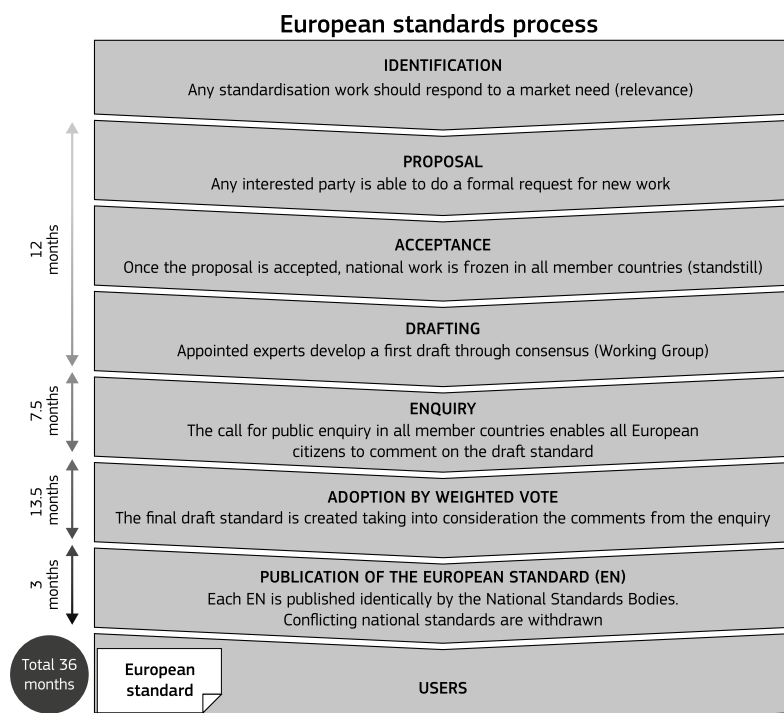 European standards process
IDENTIFICATION
Any standardisation work should respond to a market need (relevance)
PROPOSAL
Any interested party is able to do a formal request for new work
12
months
ACCEPTANCE
Once the proposal is accepted, national work is frozen in all member countries (standstill)
DRAFTING
Appointed experts develop a first draft through consensus (Working Group)
7.5
months
ENQUIRY
The call for public enquiry in all member countries enables all European
citizens to comment on the draft standard
13.5
months
ADOPTION BY WEIGHTED VOTE
The final draft standard is created taking into consideration the comments from the enquiry
3
months
PUBLICATION OF THE EUROPEAN STANDARD (EN)
Each EN is published identically by the National Standards Bodies.
Conflicting national standards are withdrawn
Total 36
months
European
standard
USERS